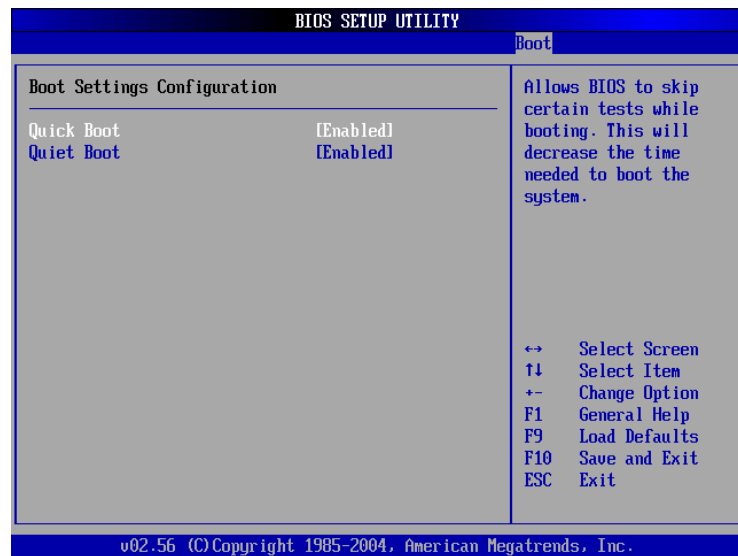 BIOS SETUP UTILITY
Boot
Boot Settings Configuration
Quick Boot [Enabled]
Quiet Boot [Enabled]
Allows BIOS to skip
certain tests while
booting. This will
decrease the time
needed to boot the
system.
↔ Select Screen
↑↓ Select Item
+- Change Option
F1 General Help
F9 Load Defaults
F10 Save and Exit
ESC Exit
v02.56 (C)Copyright 1985-2004, American Megatrends, Inc.